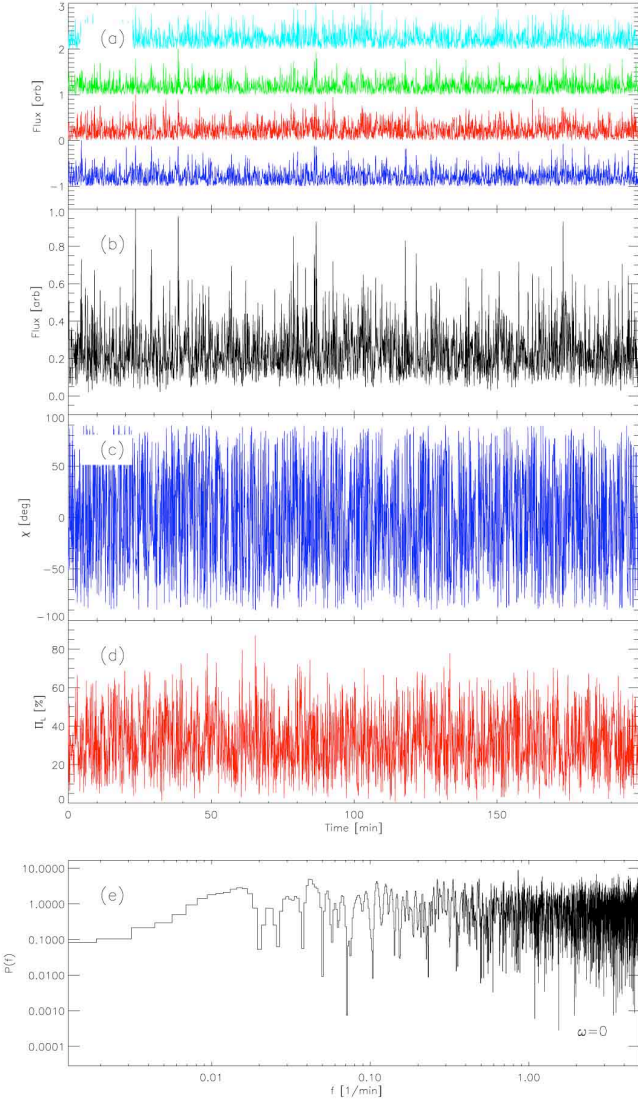 3
(a)
2
1
0
−1
Flux [arb]
1.0
(b)
0.8
0.6
0.4
0.2
0.0
Flux [arb]
100
(c)
50
0
−50
−100
χ [deg]
(d)
80
60
40
20
0
Π_L [%]
0 50 100 150
Time [min]
10.0000
(e)
1.0000
0.1000
0.0100
0.0010
0.0001
P(f)
ω=0
0.01 0.10 1.00
f [1/min]